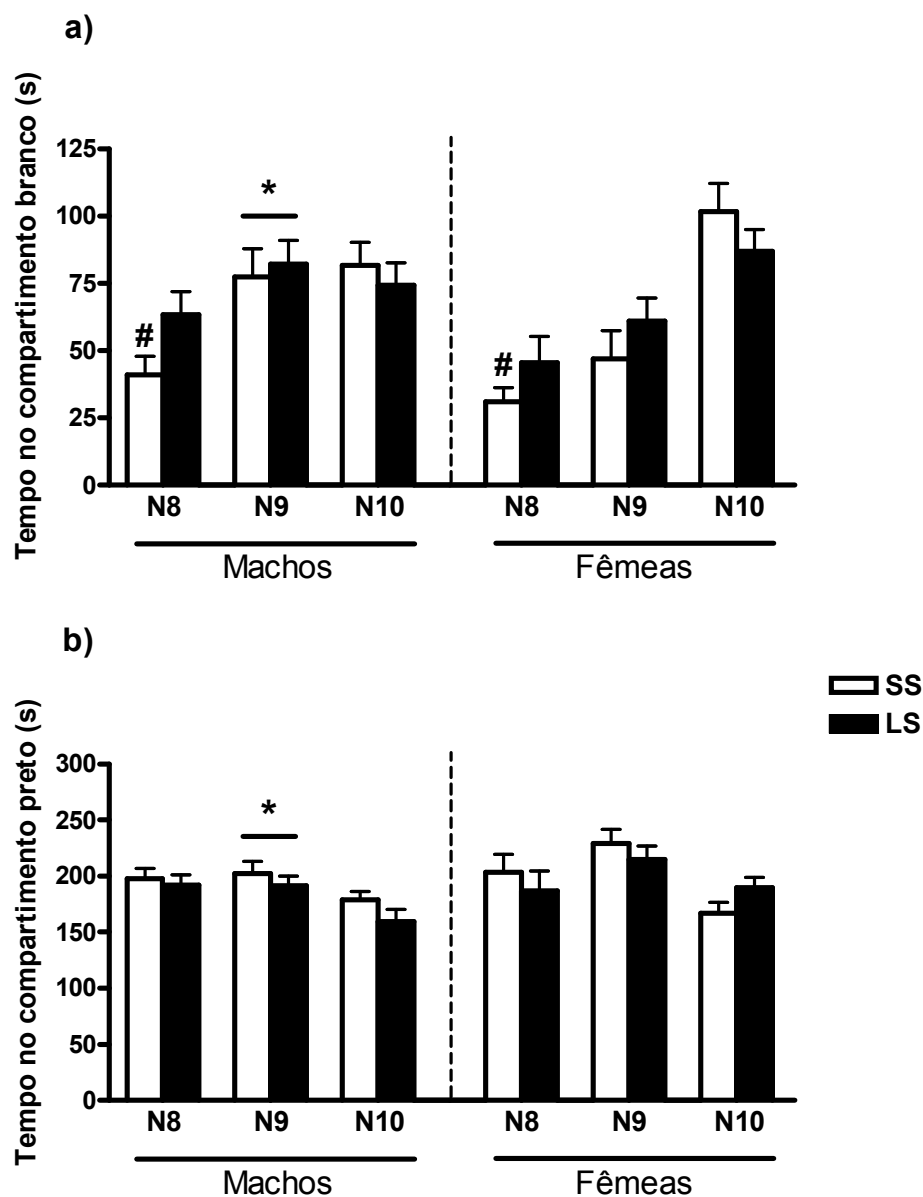 a)
Tempo no compartimento branco (s)
125
100
75
50
25
0
#
*
#
N8 N9 N10 N8 N9 N10
Machos Fêmeas
b)
SS
LS
Tempo no compartimento preto (s)
300
250
200
150
100
50
0
*
N8 N9 N10 N8 N9 N10
Machos Fêmeas